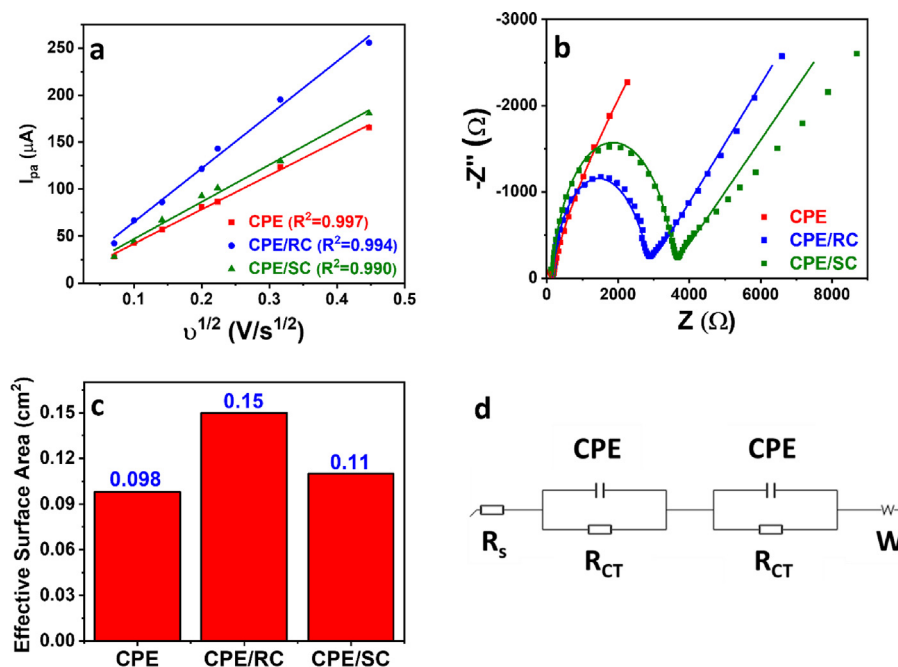 a
I_pa (μA)
250
200
150
100
50
0
CPE (R²=0.997)
CPE/RC (R²=0.994)
CPE/SC (R²=0.990)
0.1 0.2 0.3 0.4 0.5
υ^1/2 (V/s^1/2)
b
-Z'' (Ω)
-3000
-2000
-1000
0
CPE
CPE/RC
CPE/SC
0 2000 4000 6000 8000
Z (Ω)
c
Effective Surface Area (cm²)
0.15
0.12
0.09
0.06
0.03
0.00
0.098
0.15
0.11
CPE CPE/RC CPE/SC
d
CPE CPE
R_s R_CT R_CT W